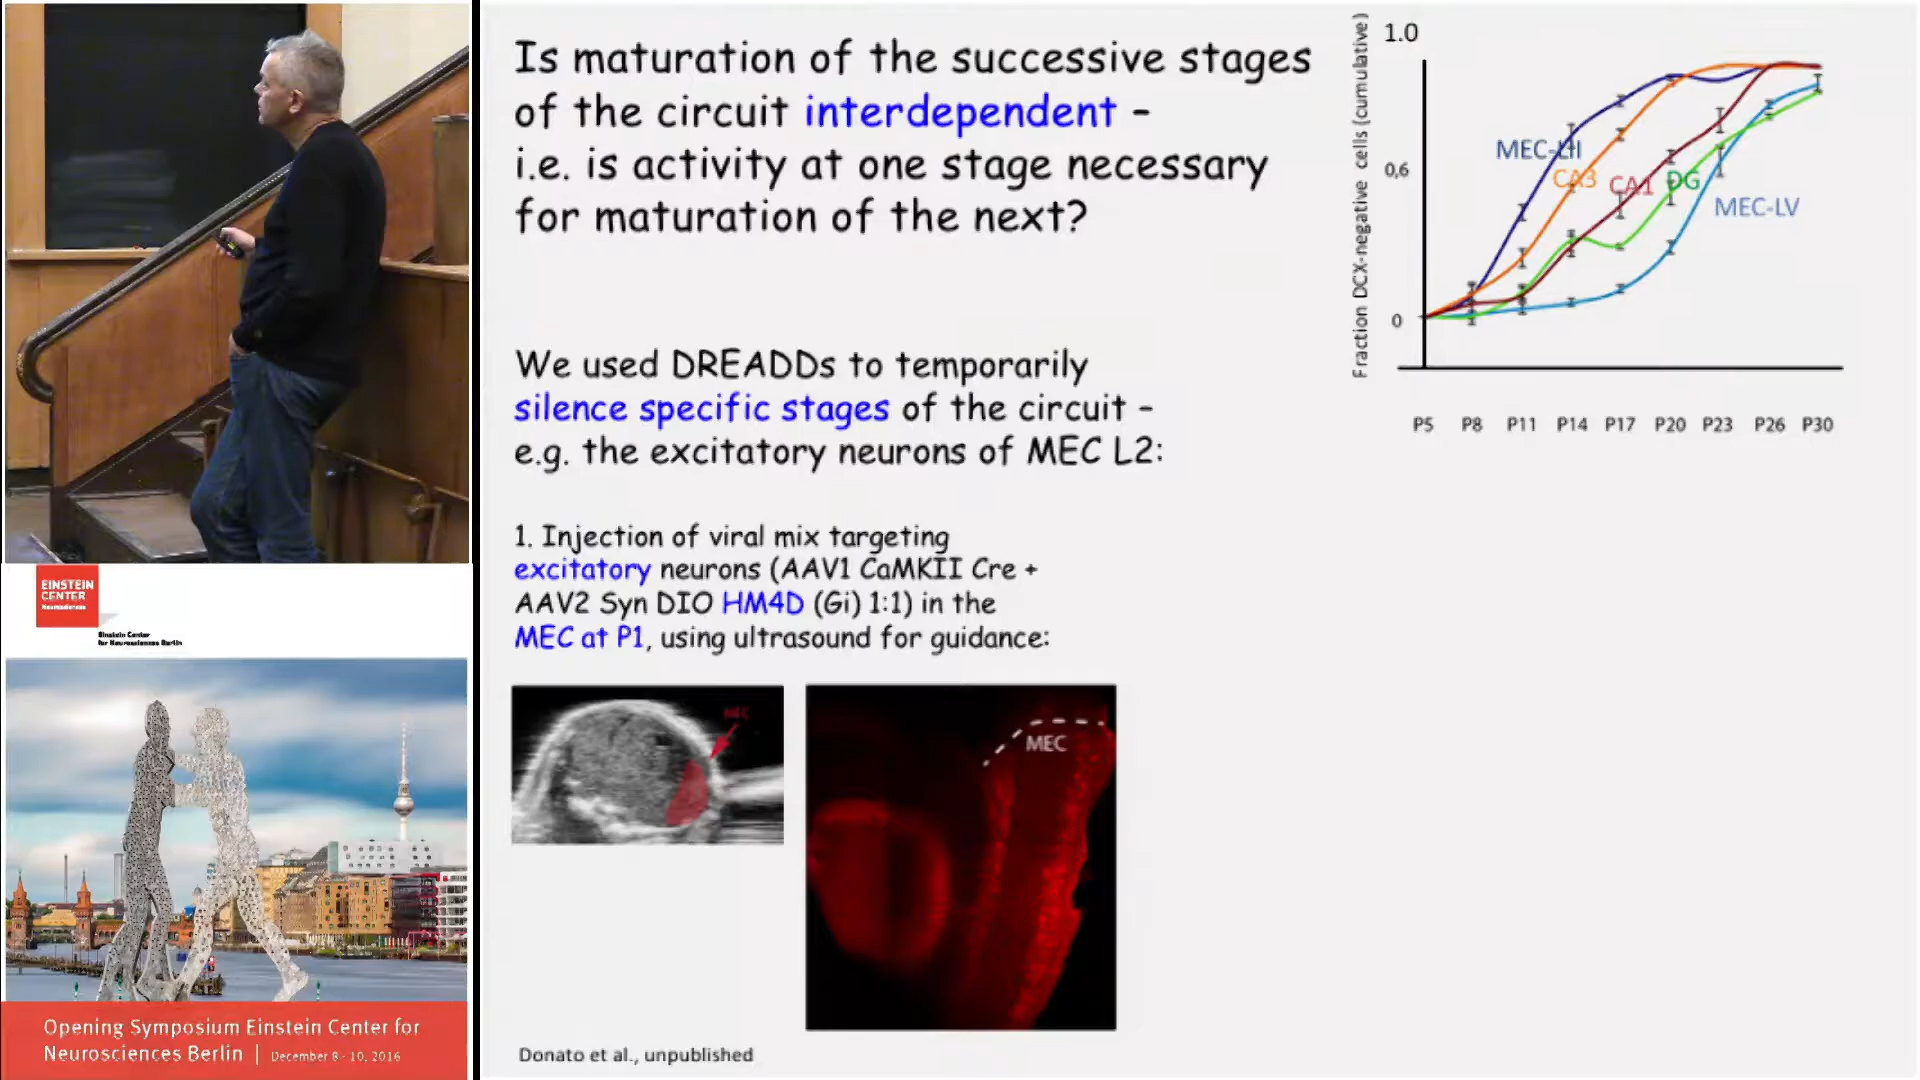 Is maturation of the successive stages
of the circuit interdependent –
i.e. is activity at one stage necessary
for maturation of the next?
We used DREADDs to temporarily
silence specific stages of the circuit –
e.g. the excitatory neurons of MEC L2:
1. Injection of viral mix targeting
excitatory neurons (AAV1 CaMKII Cre +
AAV2 Syn DIO HM4D (Gi) 1:1) in the
MEC at P1, using ultrasound for guidance:
MEC
MEC
Donato et al., unpublished
Fraction DCX-negative cells (cumulative)
1.0
0,6
0
MEC-LII
CA3
CA1
DG
MEC-LV
P5 P8 P11 P14 P17 P20 P23 P26 P30
EINSTEIN
CENTER
Neurosciences
Einstein Center
for Neurosciences Berlin
Opening Symposium Einstein Center for
Neurosciences Berlin | December 8 - 10, 2016